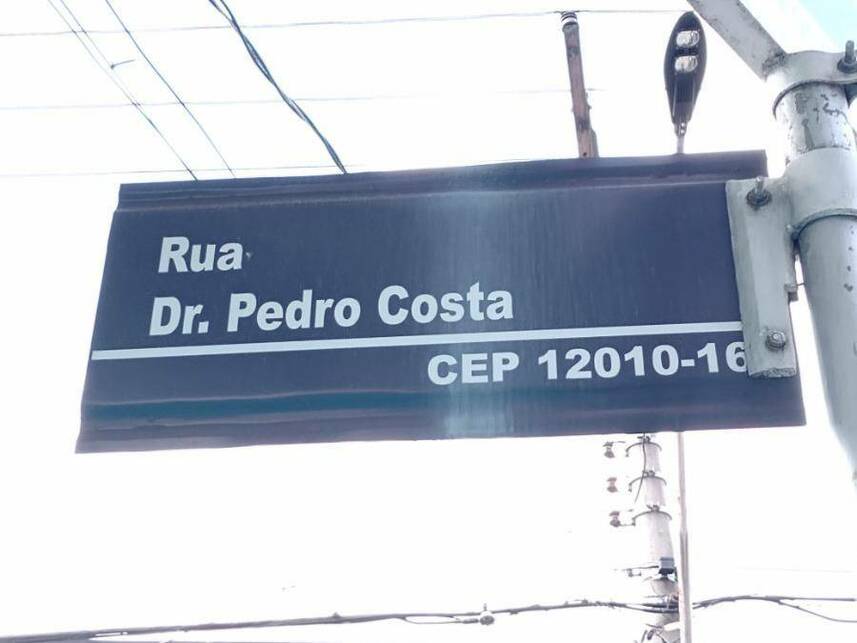 Rua
Dr. Pedro Costa
CEP 12010-16